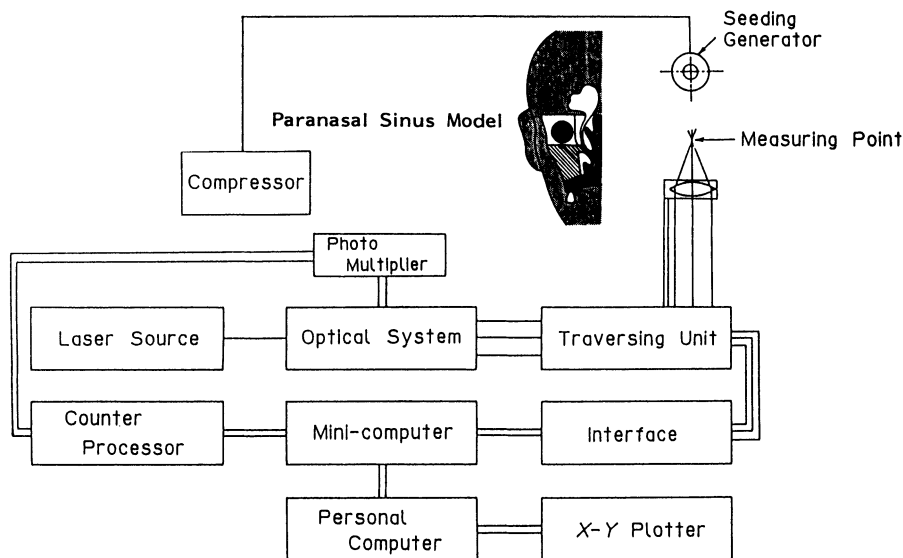 Seeding
Generator
Paranasal Sinus Model
Measuring Point
Compressor
Photo
Multiplier
Laser Source
Optical System
Traversing Unit
Counter
Processor
Mini-computer
Interface
Personal
Computer
X-Y Plotter